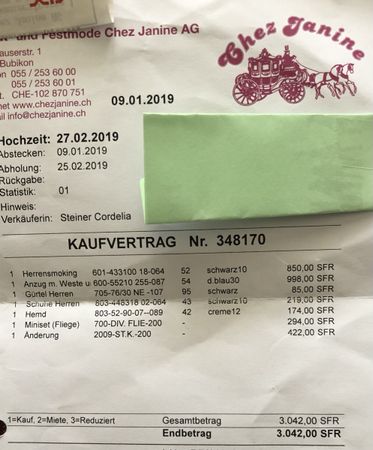 und Festmode Chez Janine AG
Chez Janine
auserstr. 1
Bubikon
on 055 / 253 60 00
055 / 253 60 01
st. CHE-102 870 751
net www.chezjanine.ch
ail info@chezjanine.ch
09.01.2019
Hochzeit: 27.02.2019
Abstecken: 09.01.2019
Abholung: 25.02.2019
Rückgabe:
Statistik: 01
Hinweis:
Verkäuferin: Steiner Cordelia
KAUFVERTRAG Nr. 348170
1 Herrensmoking 601-433100 18-064 52 schwarz10 850,00 SFR
1 Anzug m. Weste u 600-55210 255-087 54 d.blau30 998,00 SFR
1 Gürtel Herren 705-76/30 NE -107 95 schwarz 85,00 SFR
1 Schuhe Herren 803-448318 02-064 43 schwarz10 219,00 SFR
1 Hemd 803-52-90-07--089 42 creme12 174,00 SFR
1 Miniset (Fliege) 700-DIV. FLIE-200 - 294,00 SFR
1 Änderung 2009-ST.K.-200 - 422,00 SFR
1=Kauf, 2=Miete, 3=Reduziert Gesamtbetrag 3.042,00 SFR
Endbetrag 3.042,00 SFR